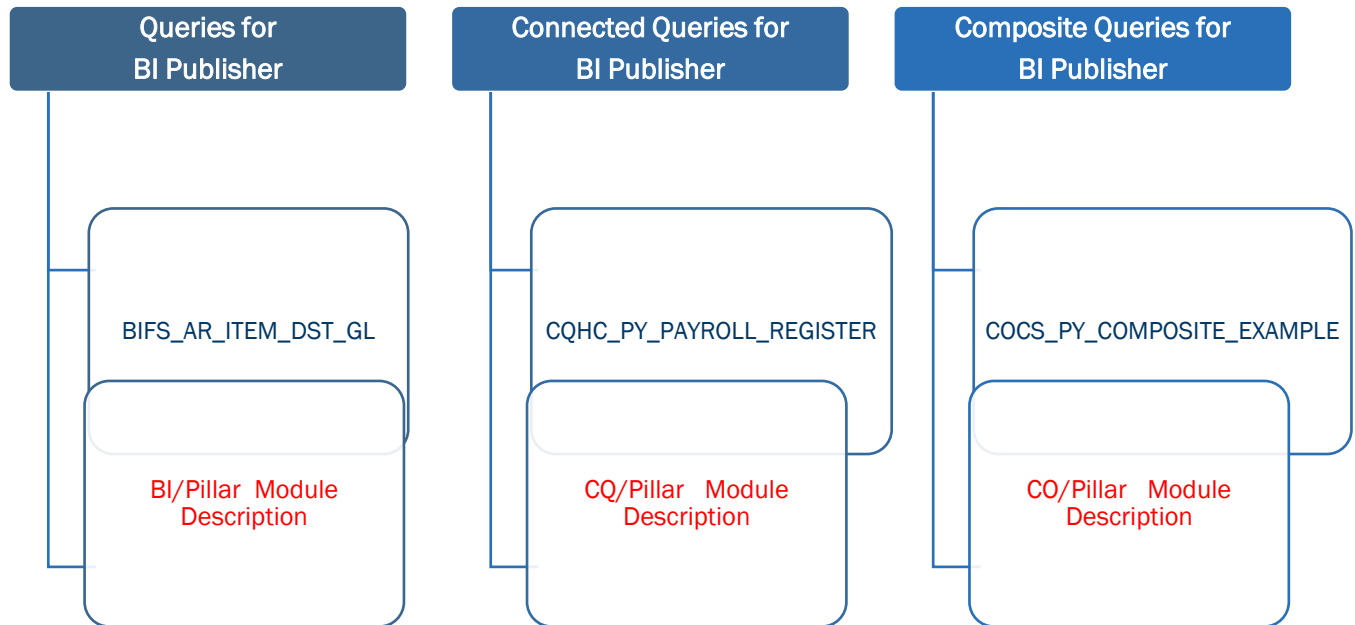 Queries for
BI Publisher
BIFS_AR_ITEM_DST_GL
BI/Pillar Module
Description
Connected Queries for
BI Publisher
CQHC_PY_PAYROLL_REGISTER
CQ/Pillar Module
Description
Composite Queries for
BI Publisher
COCS_PY_COMPOSITE_EXAMPLE
CO/Pillar Module
Description